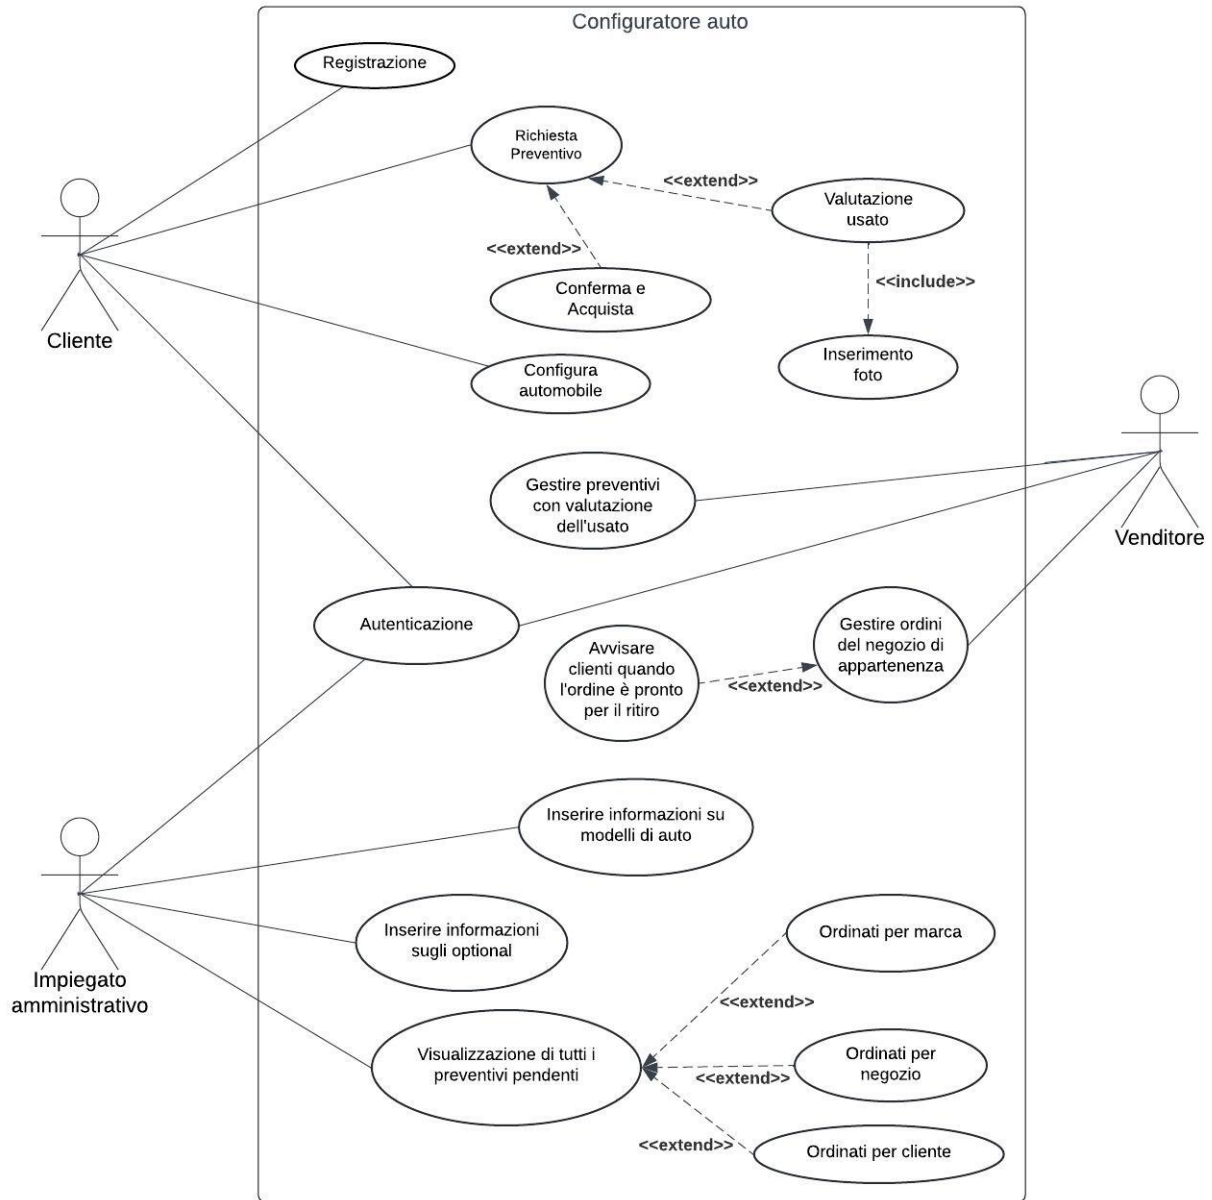 Configuratore auto
Registrazione
Richiesta
Preventivo
<<extend>>
Valutazione
usato
<<extend>>
<<include>>
Conferma e
Acquista
Cliente
Inserimento
foto
Configura
automobile
Gestire preventivi
con valutazione
dell'usato
Venditore
Autenticazione
Gestire ordini
del negozio di
appartenenza
Avvisare
clienti quando
l'ordine è pronto
per il ritiro
<<extend>>
Inserire informazioni su
modelli di auto
Inserire informazioni
sugli optional
Ordinati per marca
Impiegato
amministrativo
<<extend>>
Visualizzazione di tutti i
preventivi pendenti
Ordinati per
negozio
<<extend>>
<<extend>>
Ordinati per cliente